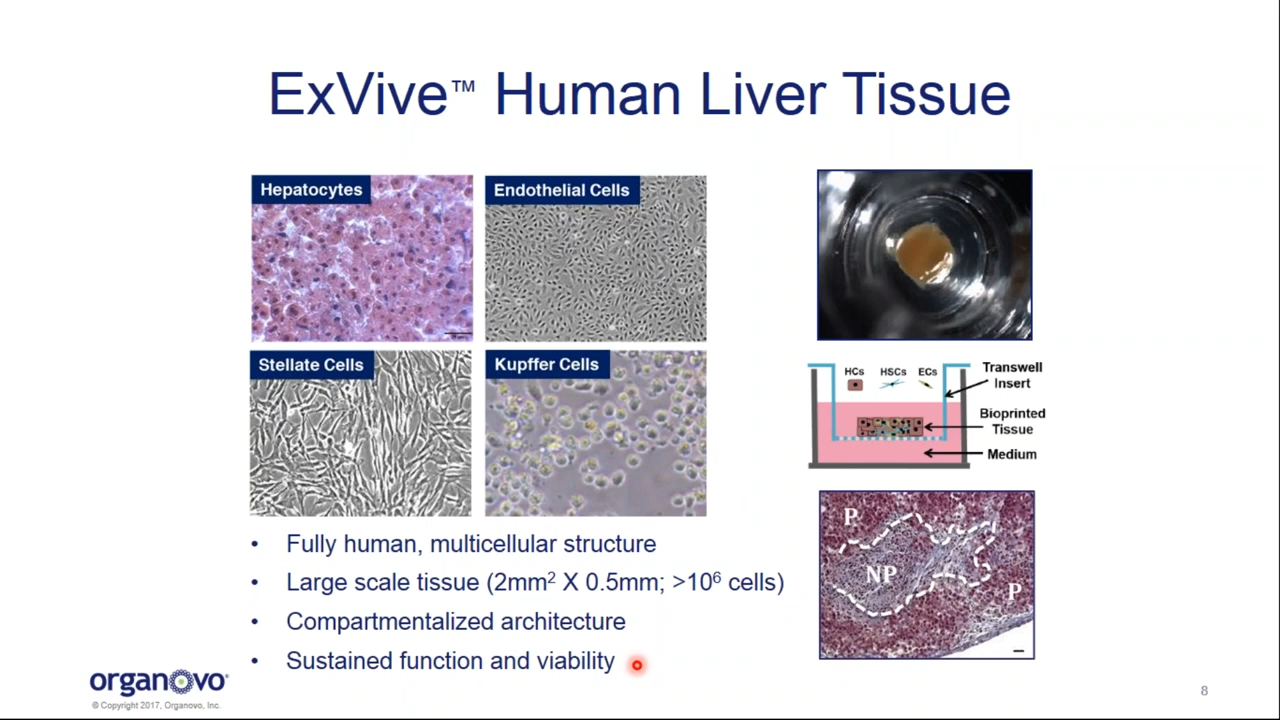 ExVive™ Human Liver Tissue
Hepatocytes
Endothelial Cells
Stellate Cells
Kupffer Cells
HCs HSCs ECs
Transwell
Insert
Bioprinted
Tissue
Medium
P
NP
P
• Fully human, multicellular structure
• Large scale tissue (2mm² X 0.5mm; >10⁶ cells)
• Compartmentalized architecture
• Sustained function and viability
organovo
© Copyright 2017, Organovo, Inc.
8